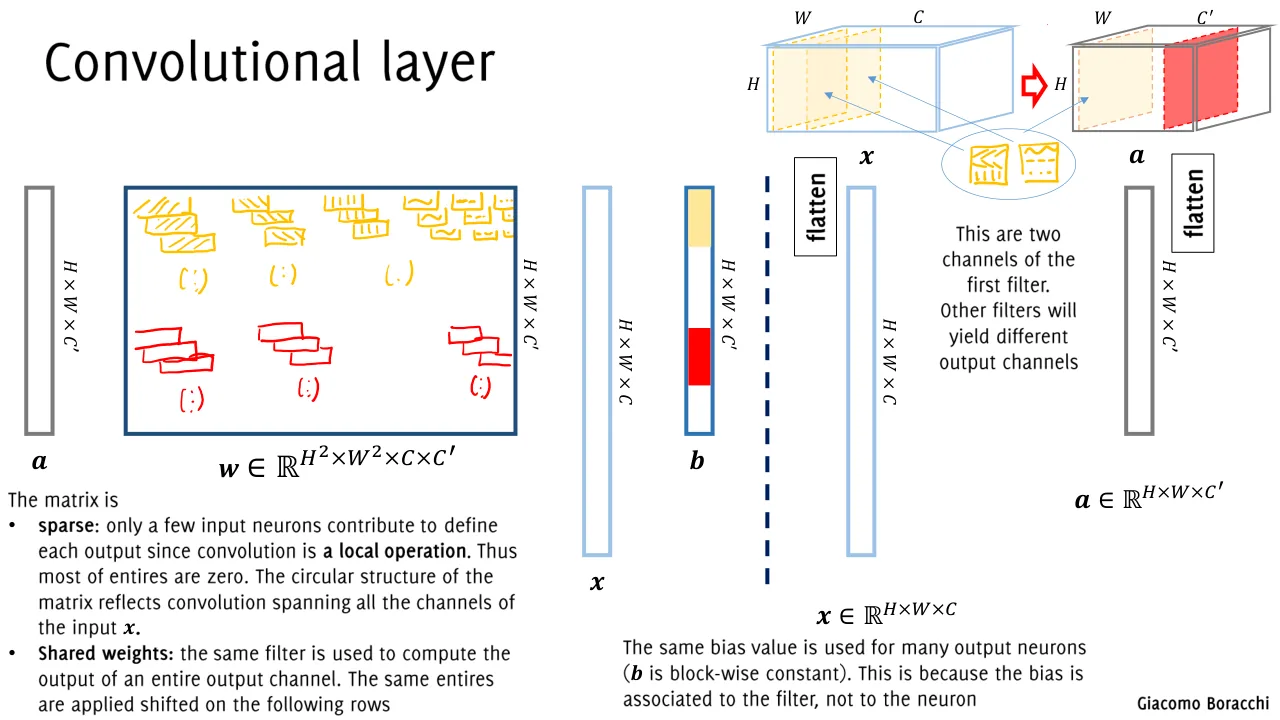 Convolutional layer
W
C
H
x
W
C′
H
a
flatten
flatten
H × W × C′
a
(:)
(:)
(.)
(:)
(:)
(:)
H × W × C′
w ∈ ℝ^{H²×W²×C×C′}
H × W × C
x
H × W × C′
b
H × W × C
x ∈ ℝ^{H×W×C}
This are two
channels of the
first filter.
Other filters will
yield different
output channels
H × W × C′
a ∈ ℝ^{H×W×C′}
The matrix is
• sparse: only a few input neurons contribute to define
each output since convolution is a local operation. Thus
most of entires are zero. The circular structure of the
matrix reflects convolution spanning all the channels of
the input x.
• Shared weights: the same filter is used to compute the
output of an entire output channel. The same entires
are applied shifted on the following rows
The same bias value is used for many output neurons
(b is block-wise constant). This is because the bias is
associated to the filter, not to the neuron
Giacomo Boracchi